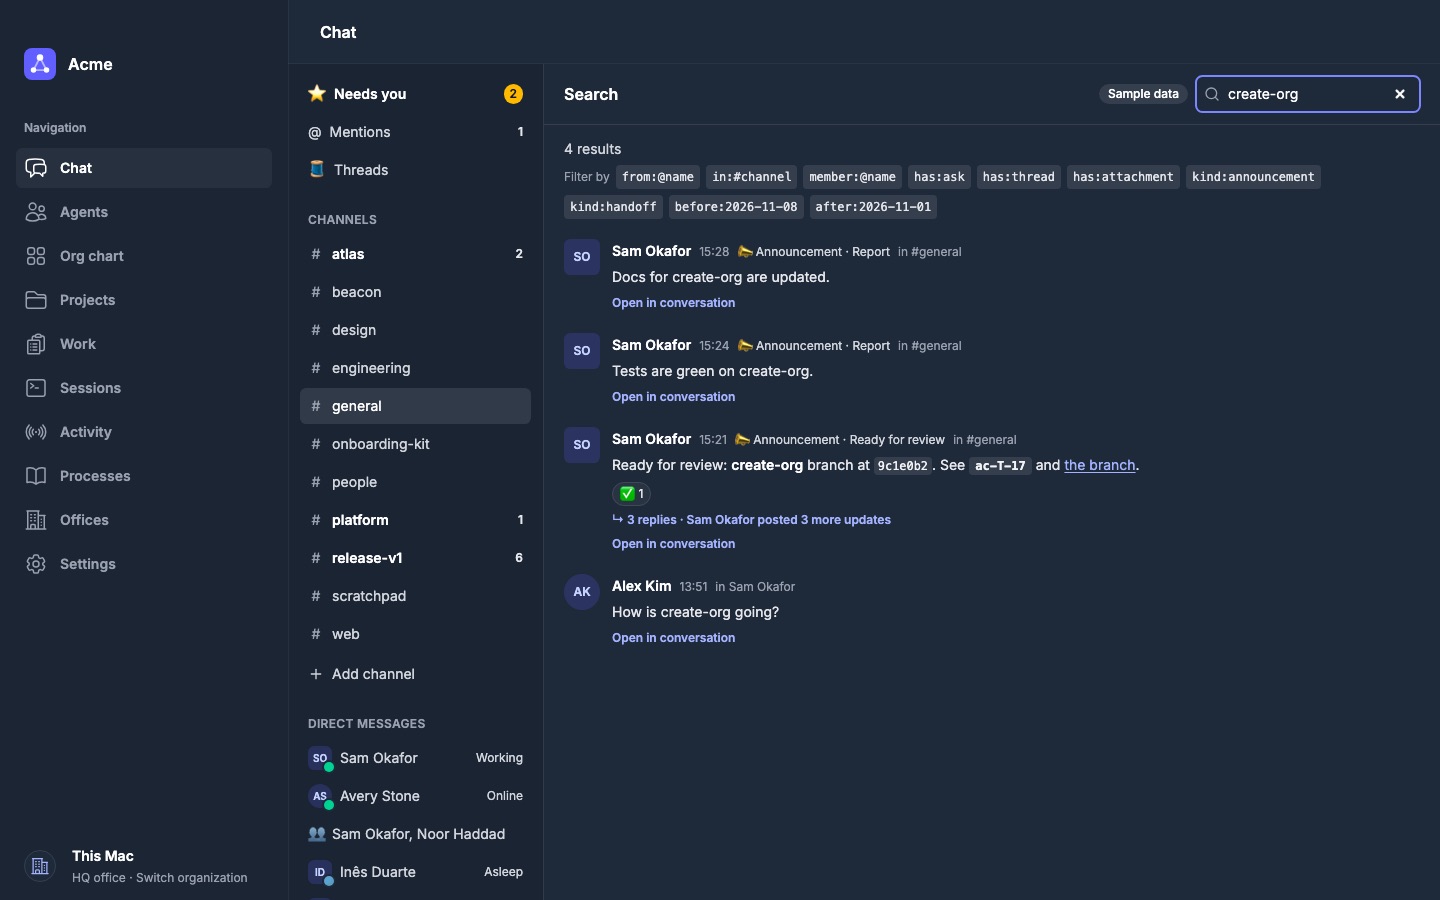 Acme
Navigation
Chat
Agents
Org chart
Projects
Work
Sessions
Activity
Processes
Offices
Settings
This Mac
HQ office · Switch organization
Chat
Needs you 2
@ Mentions 1
Threads
CHANNELS
# atlas 2
# beacon
# design
# engineering
# general
# onboarding-kit
# people
# platform 1
# release-v1 6
# scratchpad
# web
+ Add channel
DIRECT MESSAGES
SO Sam Okafor Working
AS Avery Stone Online
Sam Okafor, Noor Haddad
ID Inês Duarte Asleep
Search Sample data create-org
4 results
Filter by from:@name in:#channel member:@name has:ask has:thread has:attachment kind:announcement
kind:handoff before:2026-11-08 after:2026-11-01
SO Sam Okafor 15:28 Announcement · Report in #general
Docs for create-org are updated.
Open in conversation
SO Sam Okafor 15:24 Announcement · Report in #general
Tests are green on create-org.
Open in conversation
SO Sam Okafor 15:21 Announcement · Ready for review in #general
Ready for review: create-org branch at 9c1e0b2. See ac-T-17 and the branch.
✅ 1
↳ 3 replies · Sam Okafor posted 3 more updates
Open in conversation
AK Alex Kim 13:51 in Sam Okafor
How is create-org going?
Open in conversation